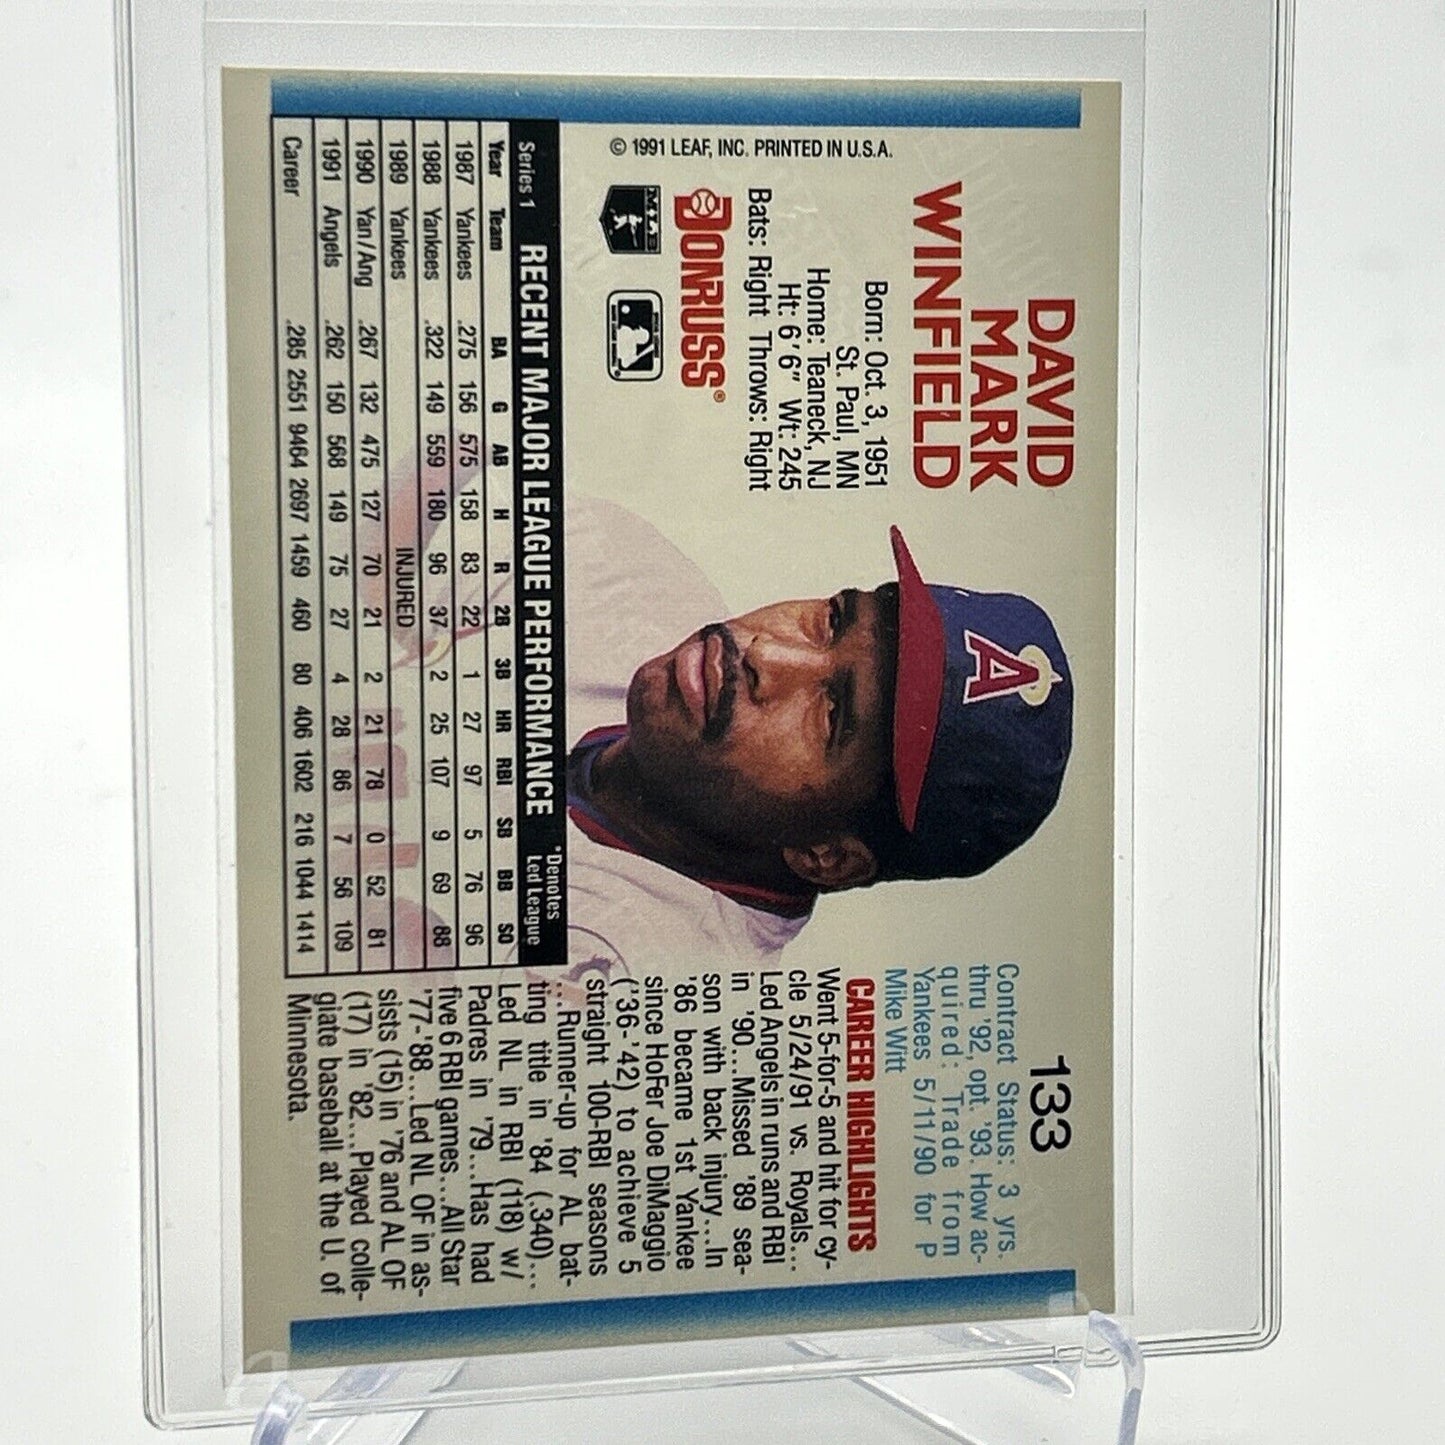 DAVID
MARK
WINFIELD
Born: Oct. 3, 1951
St. Paul, MN
Home: Teaneck, NJ
Ht: 6'6" Wt: 245
Bats: Right Throws: Right
DONRUSS®
MLB
© 1991 LEAF, INC. PRINTED IN U.S.A.
A
133
Contract Status: 3 yrs.
thru '92, opt. '93. How ac-
quired: Trade from
Yankees 5/11/90 for P
Mike Witt
CAREER HIGHLIGHTS
Went 5-for-5 and hit for cy-
cle 5/24/91 vs. Royals...
Led Angels in runs and RBI
in '90...Missed '89 sea-
son with back injury...In
'86 became 1st Yankee
since HoFer Joe DiMaggio
('36-'42) to achieve 5
straight 100-RBI seasons
...Runner-up for AL bat-
ting title in '84 (.340)...
Led NL in RBI (118) w/
Padres in '79...Has had
five 6 RBI games...All Star
'77-'88...Led NL OF in as-
sists (15) in '76 and AL OF
(17) in '82...Played colle-
giate baseball at the U. of
Minnesota.
Series 1 RECENT MAJOR LEAGUE PERFORMANCE *Denotes
Led League
Year Team BA G AB H R 2B 3B HR RBI SB BB SO
1987 Yankees .275 156 575 158 83 22 1 27 97 5 76 96
1988 Yankees .322 149 559 180 96 37 2 25 107 9 69 88
1989 Yankees INJURED
1990 Yan/Ang .267 132 475 127 70 21 2 21 78 0 52 81
1991 Angels .262 150 568 149 75 27 4 28 86 7 56 109
Career .285 2551 9464 2697 1459 460 80 406 1602 216 1044 1414